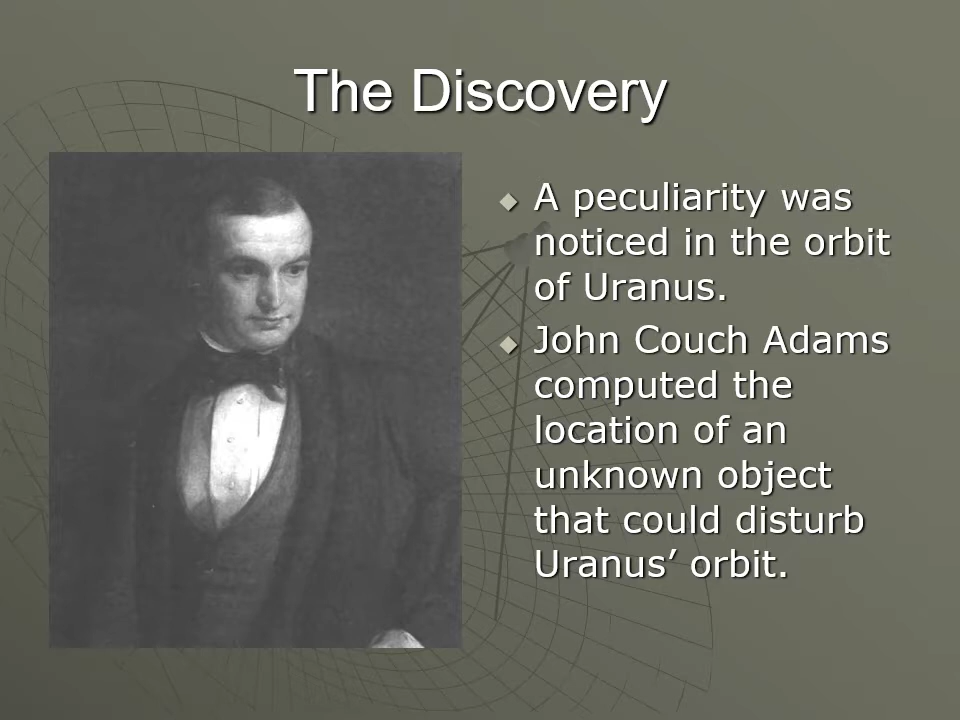 The Discovery
A peculiarity was
noticed in the orbit
of Uranus.
John Couch Adams
computed the
location of an
unknown object
that could disturb
Uranus’ orbit.